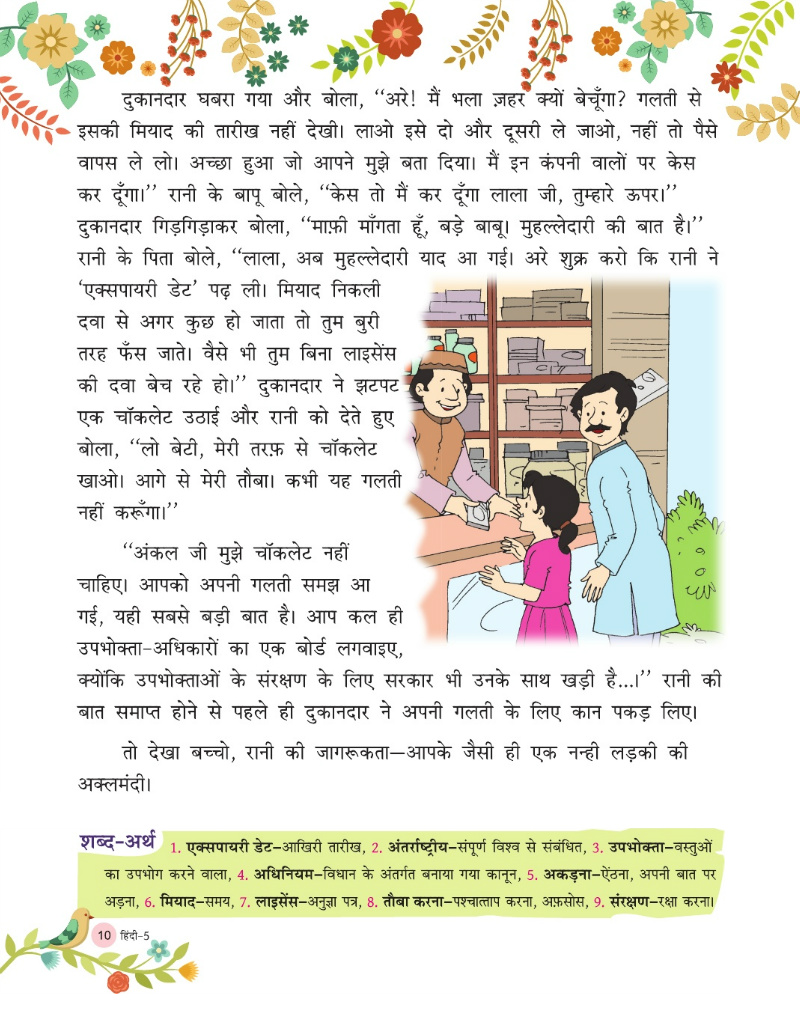 दुकानदार घबरा गया और बोला, ‘‘अरे! मैं भला ज़हर क्यों बेचूँगा? गलती से
इसकी मियाद की तारीख नहीं देखी। लाओ इसे दो और दूसरी ले जाओ, नहीं तो पैसे
वापस ले लो। अच्छा हुआ जो आपने मुझे बता दिया। मैं इन कंपनी वालों पर केस
कर दूँगा।’’ रानी के बापू बोले, ‘‘केस तो मैं कर दूँगा लाला जी, तुम्हारे ऊपर।’’
दुकानदार गिड़गिड़ाकर बोला, ‘‘माफ़ी माँगता हूँ, बड़े बाबू। मुहल्लेदारी की बात है।’’
रानी के पिता बोले, ‘‘लाला, अब मुहल्लेदारी याद आ गई। अरे शुक्र करो कि रानी ने
‘एक्सपायरी डेट’ पढ़ ली। मियाद निकली
दवा से अगर कुछ हो जाता तो तुम बुरी
तरह फँस जाते। वैसे भी तुम बिना लाइसेंस
की दवा बेच रहे हो।’’ दुकानदार ने झटपट
एक चॉकलेट उठाई और रानी को देते हुए
बोला, ‘‘लो बेटी, मेरी तरफ़ से चॉकलेट
खाओ। आगे से मेरी तौबा। कभी यह गलती
नहीं करूँगा।’’
‘‘अंकल जी मुझे चॉकलेट नहीं
चाहिए। आपको अपनी गलती समझ आ
गई, यही सबसे बड़ी बात है। आप कल ही
उपभोक्ता-अधिकारों का एक बोर्ड लगवाइए,
क्योंकि उपभोक्ताओं के संरक्षण के लिए सरकार भी उनके साथ खड़ी है...।’’ रानी की
बात समाप्त होने से पहले ही दुकानदार ने अपनी गलती के लिए कान पकड़ लिए।
तो देखा बच्चो, रानी की जागरूकता—आपके जैसी ही एक नन्ही लड़की की
अक्लमंदी।
शब्द-अर्थ 1. एक्सपायरी डेट–आखिरी तारीख, 2. अंतर्राष्ट्रीय–संपूर्ण विश्व से संबंधित, 3. उपभोक्ता–वस्तुओं
का उपभोग करने वाला, 4. अधिनियम–विधान के अंतर्गत बनाया गया कानून, 5. अकड़ना–ऐंठना, अपनी बात पर
अड़ना, 6. मियाद–समय, 7. लाइसेंस–अनुज्ञा पत्र, 8. तौबा करना–पश्चात्ताप करना, अफ़सोस, 9. संरक्षण–रक्षा करना।
10 हिंदी-5